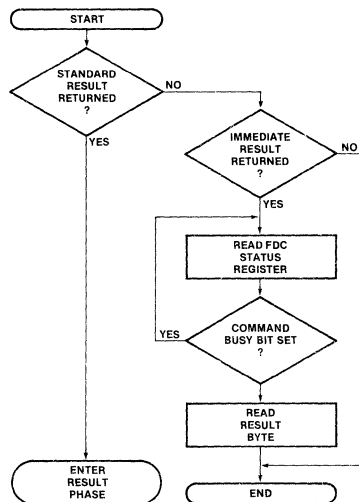 START
STANDARD
RESULT
RETURNED
?
NO
YES
IMMEDIATE
RESULT
RETURNED
?
NO
YES
READ FDC
STATUS
REGISTER
COMMAND
BUSY BIT SET
?
YES
READ
RESULT
BYTE
ENTER
RESULT
PHASE
END